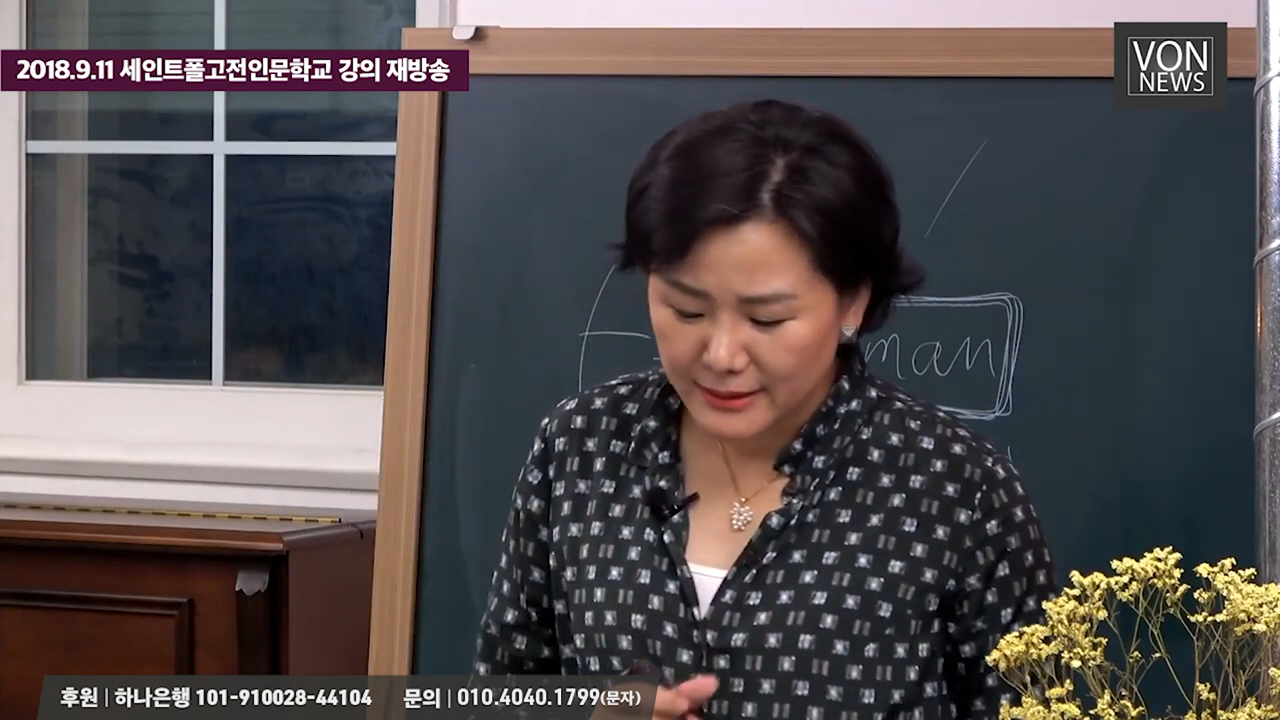 2018.9.11 세인트폴고전인문학교 강의 재방송
VON
NEWS
man
후원 | 하나은행 101-910028-44104 문의 | 010.4040.1799(문자)